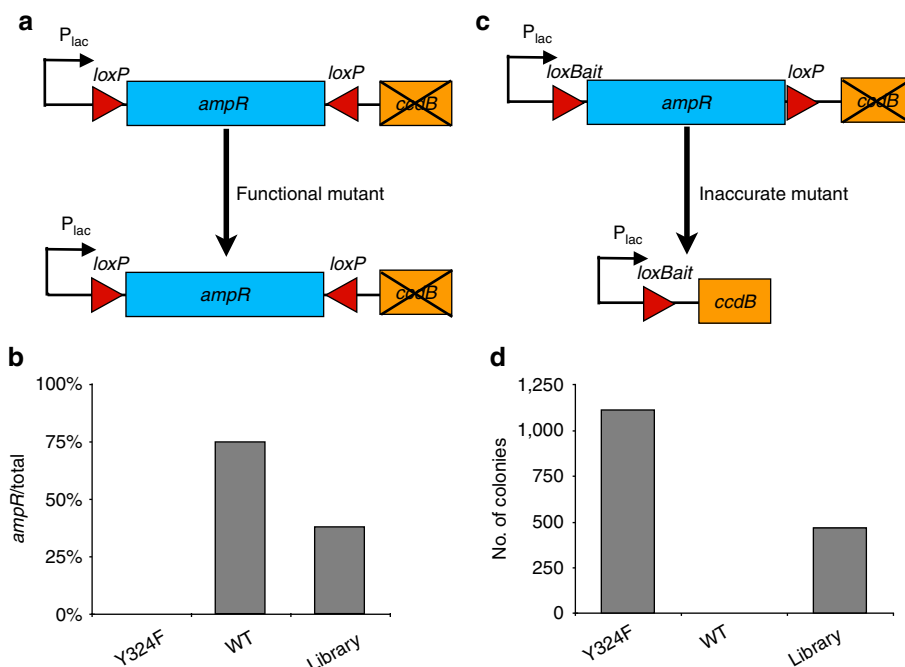 a
P_lac
loxP
loxP
ampR
ccdB
Functional mutant
P_lac
loxP
loxP
ampR
ccdB
b
100%
75%
50%
25%
0%
ampR/total
Y324F
WT
Library
c
P_lac
loxBait
loxP
ampR
ccdB
Inaccurate mutant
P_lac
loxBait
ccdB
d
1,250
1,000
750
500
250
0
No. of colonies
Y324F
WT
Library